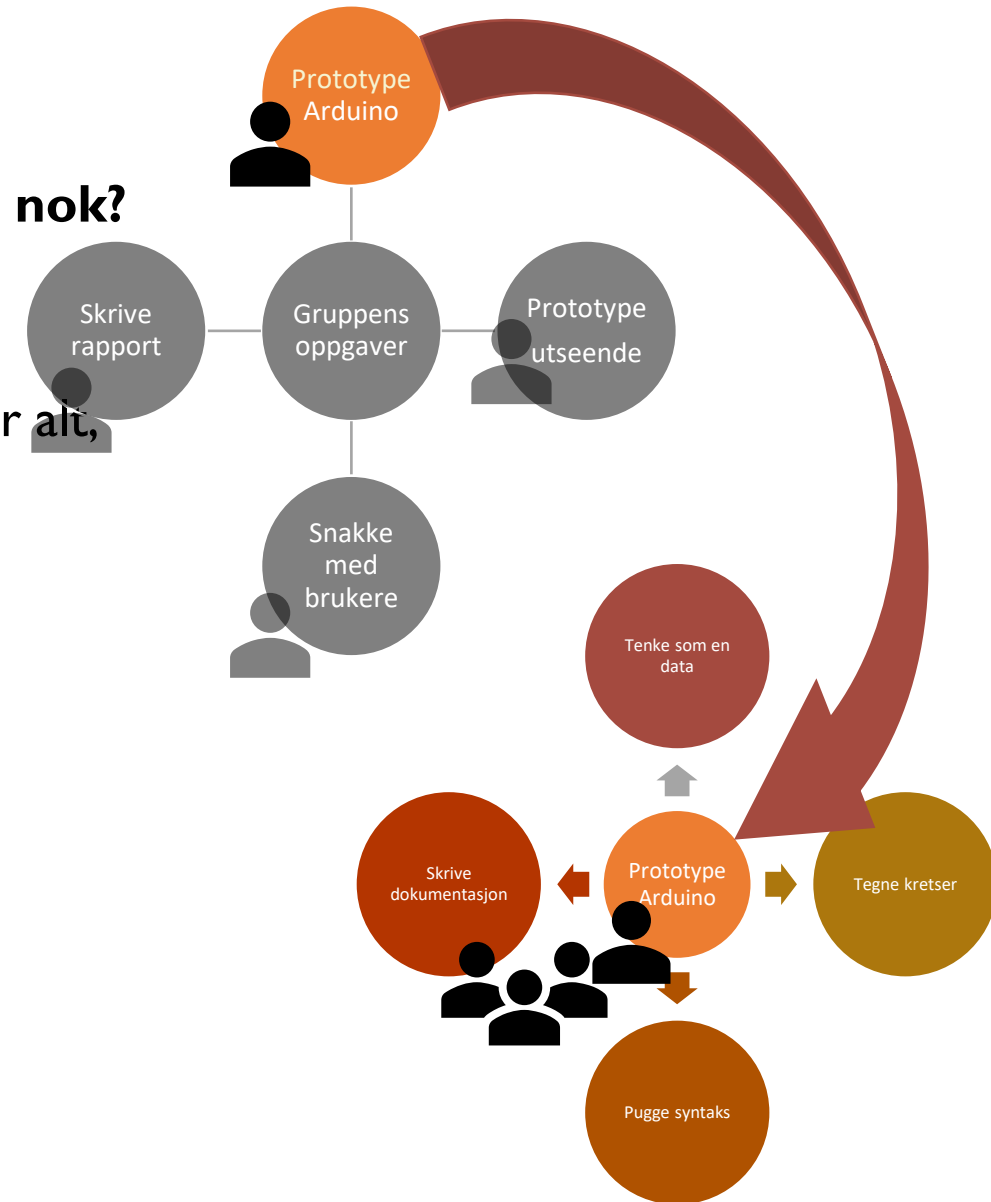 Prototype
Arduino
nok?
Skrive
rapport
Gruppens
oppgaver
Prototype
utseende
r alt,
Snakke
med
brukere
Tenke som en
data
Skrive
dokumentasjon
Prototype
Arduino
Tegne kretser
Pugge syntaks